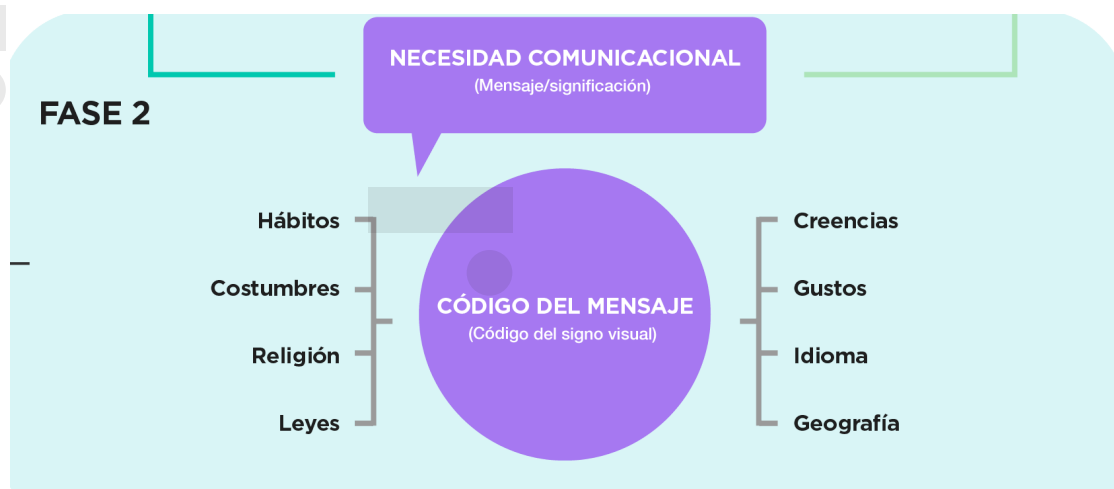 NECESIDAD COMUNICACIONAL
(Mensaje/significación)
FASE 2
Hábitos
Costumbres
Religión
Leyes
CÓDIGO DEL MENSAJE
(Código del signo visual)
Creencias
Gustos
Idioma
Geografía